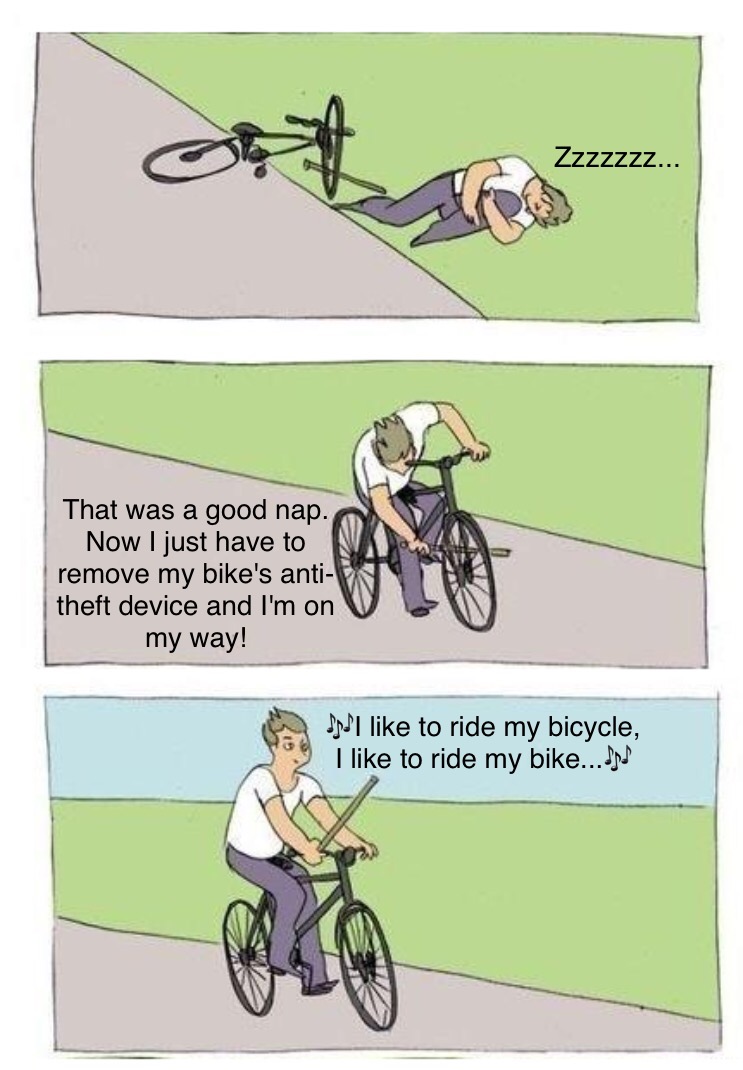 Zzzzzzz...
That was a good nap.
Now I just have to
remove my bike's anti-
theft device and I'm on
my way!
🎶I like to ride my bicycle,
I like to ride my bike...🎶